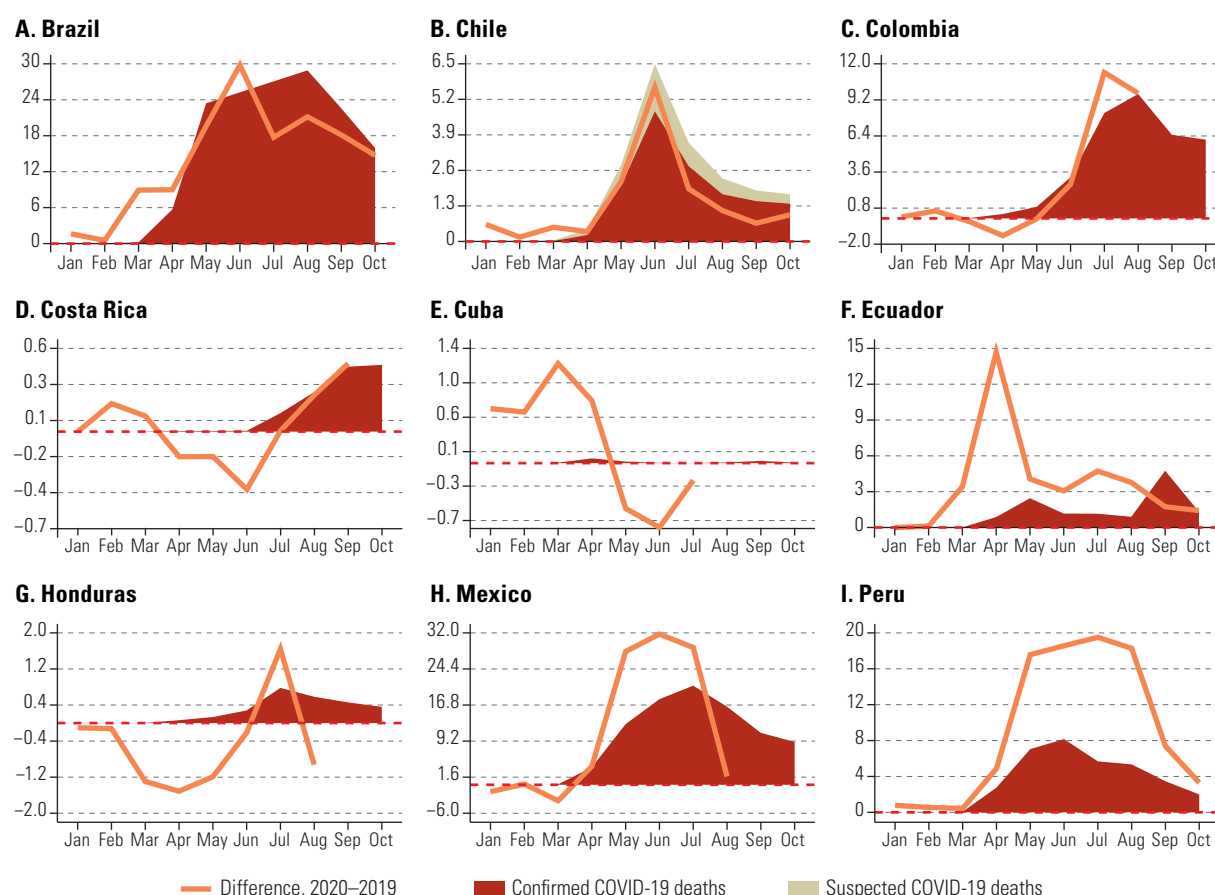 A. Brazil
30
24
18
12
6
0
Jan Feb Mar Apr May Jun Jul Aug Sep Oct
B. Chile
6.5
5.2
3.9
2.6
1.3
0
Jan Feb Mar Apr May Jun Jul Aug Sep Oct
C. Colombia
12.0
9.2
6.4
3.6
0.8
–2.0
Jan Feb Mar Apr May Jun Jul Aug Sep Oct
D. Costa Rica
0.6
0.3
0.1
–0.2
–0.4
–0.7
Jan Feb Mar Apr May Jun Jul Aug Sep Oct
E. Cuba
1.4
1.0
0.6
0.1
–0.3
–0.7
Jan Feb Mar Apr May Jun Jul Aug Sep Oct
F. Ecuador
15
12
9
6
3
0
Jan Feb Mar Apr May Jun Jul Aug Sep Oct
G. Honduras
2.0
1.2
0.4
–0.4
–1.2
–2.0
Jan Feb Mar Apr May Jun Jul Aug Sep Oct
H. Mexico
32.0
24.4
16.8
9.2
1.6
–6.0
Jan Feb Mar Apr May Jun Jul Aug Sep Oct
I. Peru
20
16
12
8
4
0
Jan Feb Mar Apr May Jun Jul Aug Sep Oct
Difference, 2020–2019 Confirmed COVID-19 deaths Suspected COVID-19 deaths